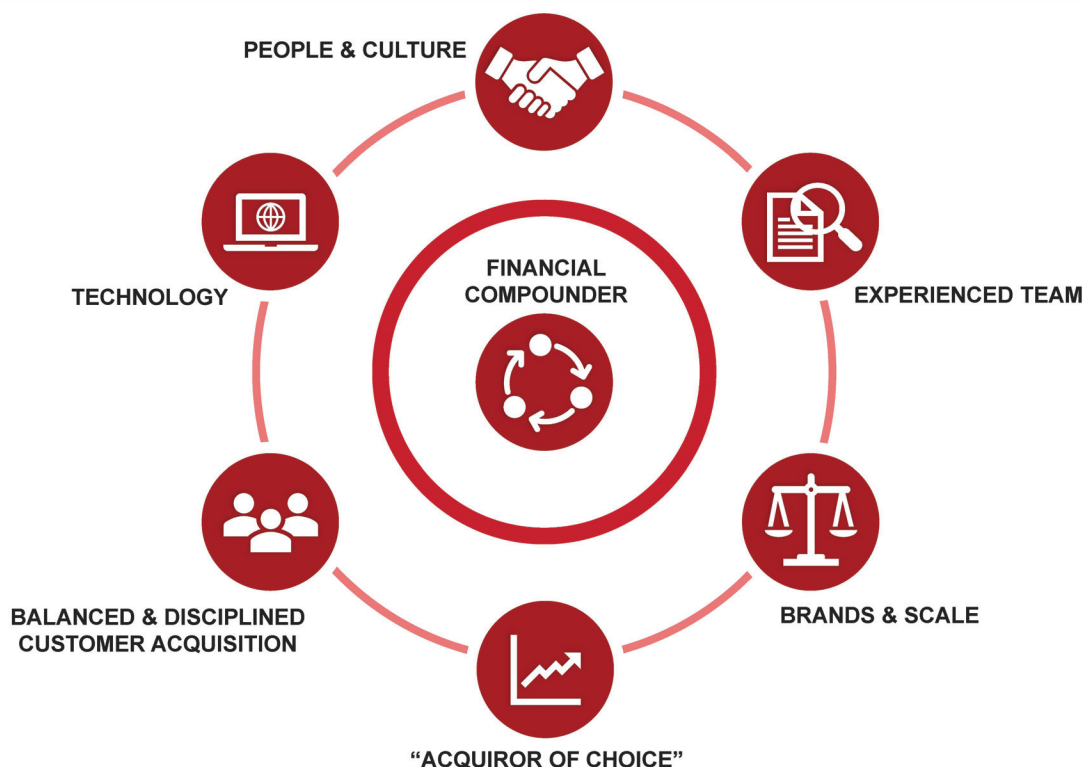 PEOPLE & CULTURE
TECHNOLOGY
FINANCIAL
COMPOUNDER
EXPERIENCED TEAM
BALANCED & DISCIPLINED
CUSTOMER ACQUISITION
BRANDS & SCALE
“ACQUIROR OF CHOICE”